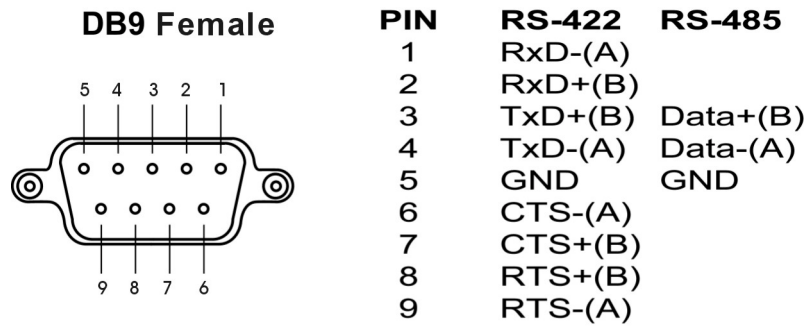 DB9 Female
5 4 3 2 1
9 8 7 6
PIN RS-422 RS-485
1 RxD-(A)
2 RxD+(B)
3 TxD+(B) Data+(B)
4 TxD-(A) Data-(A)
5 GND GND
6 CTS-(A)
7 CTS+(B)
8 RTS+(B)
9 RTS-(A)